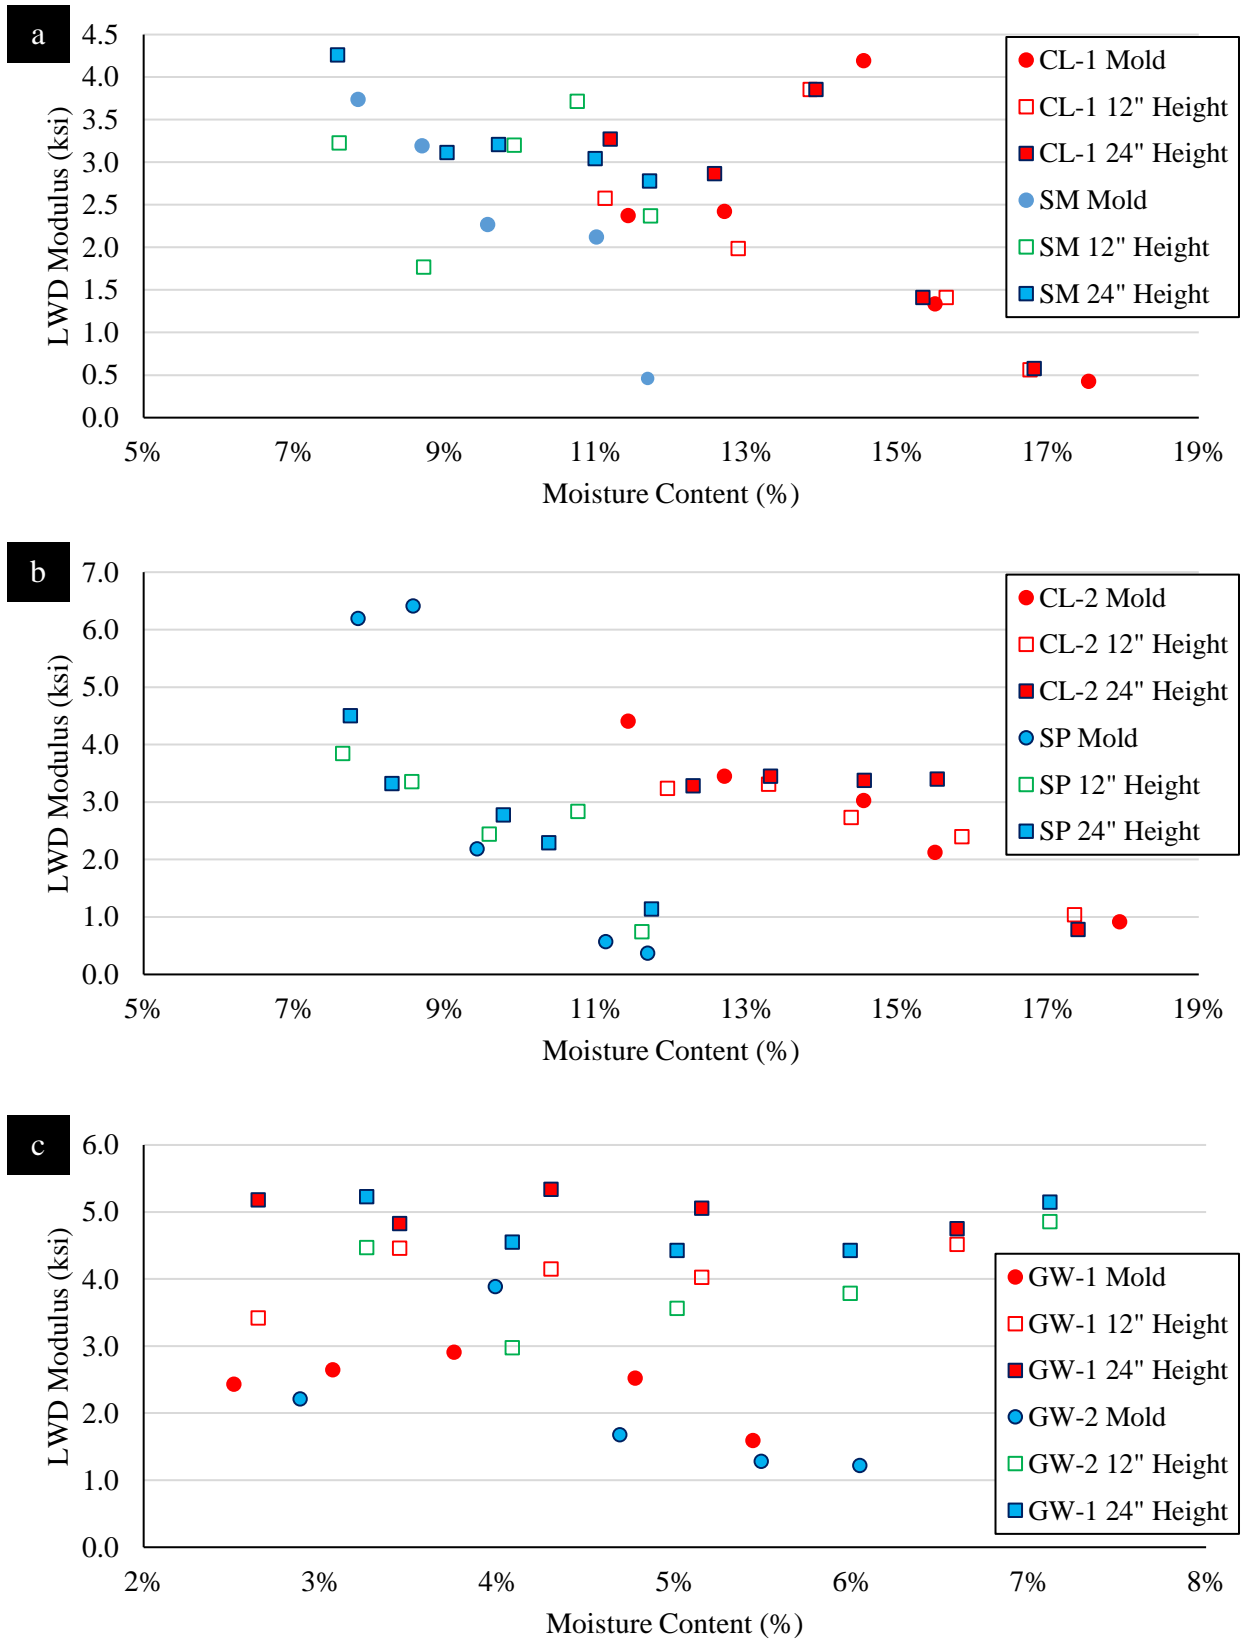 a
4.5
4.0
3.5
3.0
2.5
2.0
1.5
1.0
0.5
0.0
LWD Modulus (ksi)
5% 7% 9% 11% 13% 15% 17% 19%
Moisture Content (%)
CL-1 Mold
CL-1 12" Height
CL-1 24" Height
SM Mold
SM 12" Height
SM 24" Height
b
7.0
6.0
5.0
4.0
3.0
2.0
1.0
0.0
LWD Modulus (ksi)
5% 7% 9% 11% 13% 15% 17% 19%
Moisture Content (%)
CL-2 Mold
CL-2 12" Height
CL-2 24" Height
SP Mold
SP 12" Height
SP 24" Height
c
6.0
5.0
4.0
3.0
2.0
1.0
0.0
LWD Modulus (ksi)
2% 3% 4% 5% 6% 7% 8%
Moisture Content (%)
GW-1 Mold
GW-1 12" Height
GW-1 24" Height
GW-2 Mold
GW-2 12" Height
GW-1 24" Height